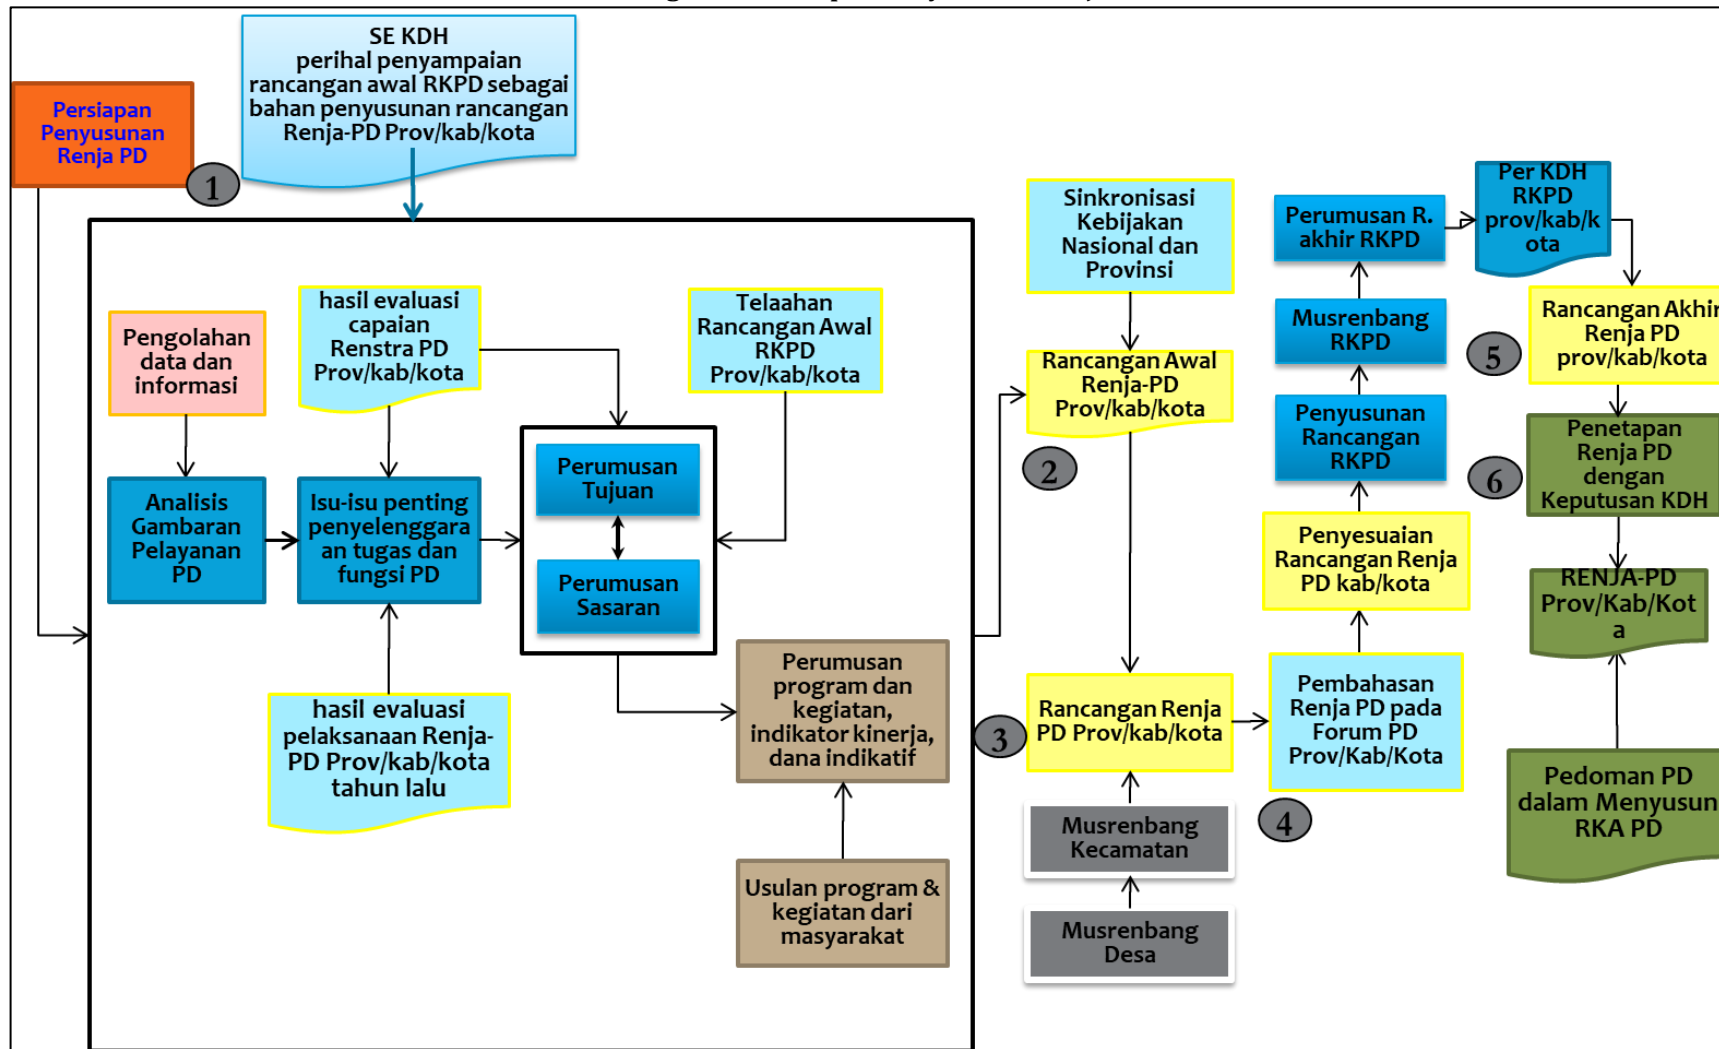 SE KDH
perihal penyampaian
rancangan awal RKPD sebagai
bahan penyusunan rancangan
Renja-PD Prov/kab/kota
Persiapan
Penyusunan
Renja PD
1
Pengolahan
data dan
informasi
hasil evaluasi
capaian
Renstra PD
Prov/kab/kota
Telaahan
Rancangan Awal
RKPD
Prov/kab/kota
Analisis
Gambaran
Pelayanan
PD
Isu-isu penting
penyelenggara
an tugas dan
fungsi PD
Perumusan
Tujuan
Perumusan
Sasaran
hasil evaluasi
pelaksanaan Renja-
PD Prov/kab/kota
tahun lalu
Perumusan
program dan
kegiatan,
indikator kinerja,
dana indikatif
Usulan program &
kegiatan dari
masyarakat
Sinkronisasi
Kebijakan
Nasional dan
Provinsi
Rancangan Awal
Renja-PD
Prov/kab/kota
2
3
Rancangan Renja
PD Prov/kab/kota
Musrenbang
Kecamatan
Musrenbang
Desa
Perumusan R.
akhir RKPD
Musrenbang
RKPD
Penyusunan
Rancangan
RKPD
Penyesuaian
Rancangan Renja
PD kab/kota
Pembahasan
Renja PD pada
Forum PD
Prov/Kab/Kota
4
Per KDH
RKPD
prov/kab/k
ota
5
Rancangan Akhir
Renja PD
prov/kab/kota
6
Penetapan
Renja PD
dengan
Keputusan KDH
RENJA-PD
Prov/Kab/Kot
a
Pedoman PD
dalam Menyusun
RKA PD